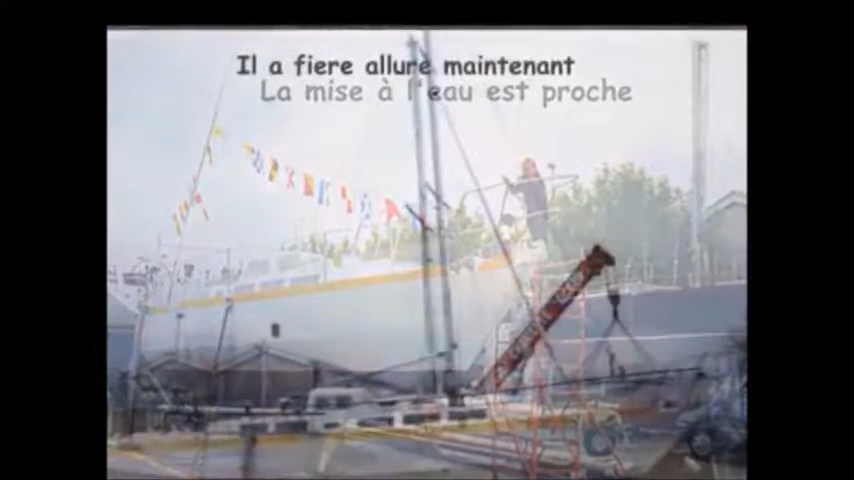 Il a fiere allure maintenant
La mise à l'eau est proche